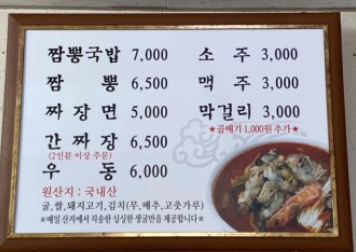 짬뽕국밥 7,000
짬 뽕 6,500
짜 장 면 5,000
간 짜 장 6,500
(2인분 이상 주문)
우 동 6,000
소 주 3,000
맥 주 3,000
막걸리 3,000
★곱배기 1,000원 추가★
원산지 : 국내산
굴,쌀,돼지고기,김치(무,배추,고춧가루)
※매일 산지에서 직송한 싱싱한 생굴만을 제공합니다※